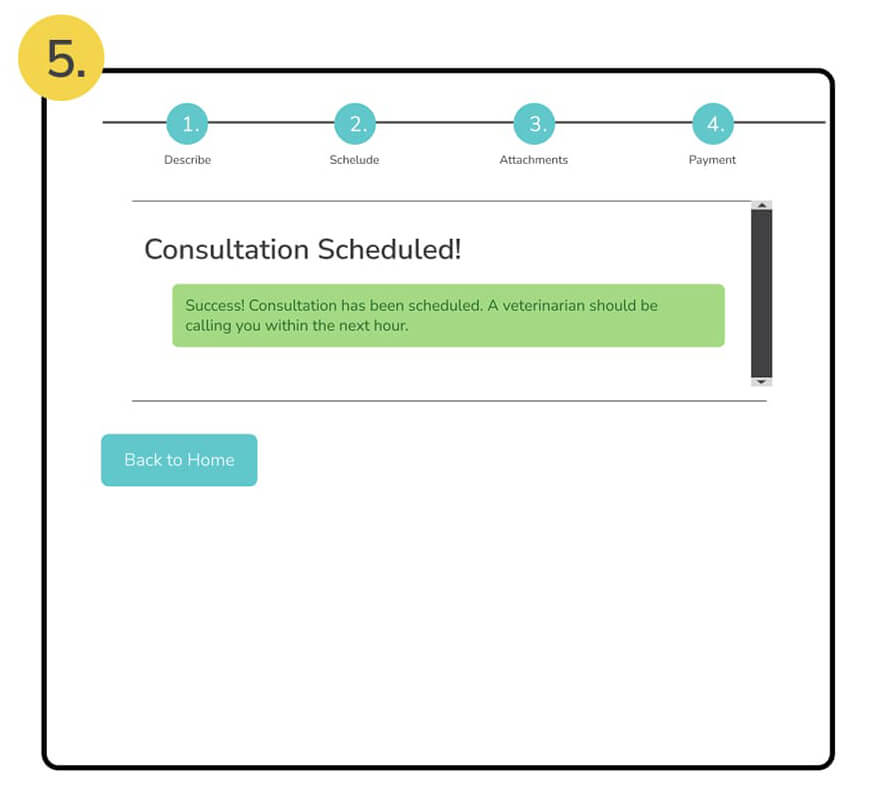 5.
1.
2.
3.
4.
Describe
Schelude
Attachments
Payment
Consultation Scheduled!
Success! Consultation has been scheduled. A veterinarian should be
calling you within the next hour.
Back to Home